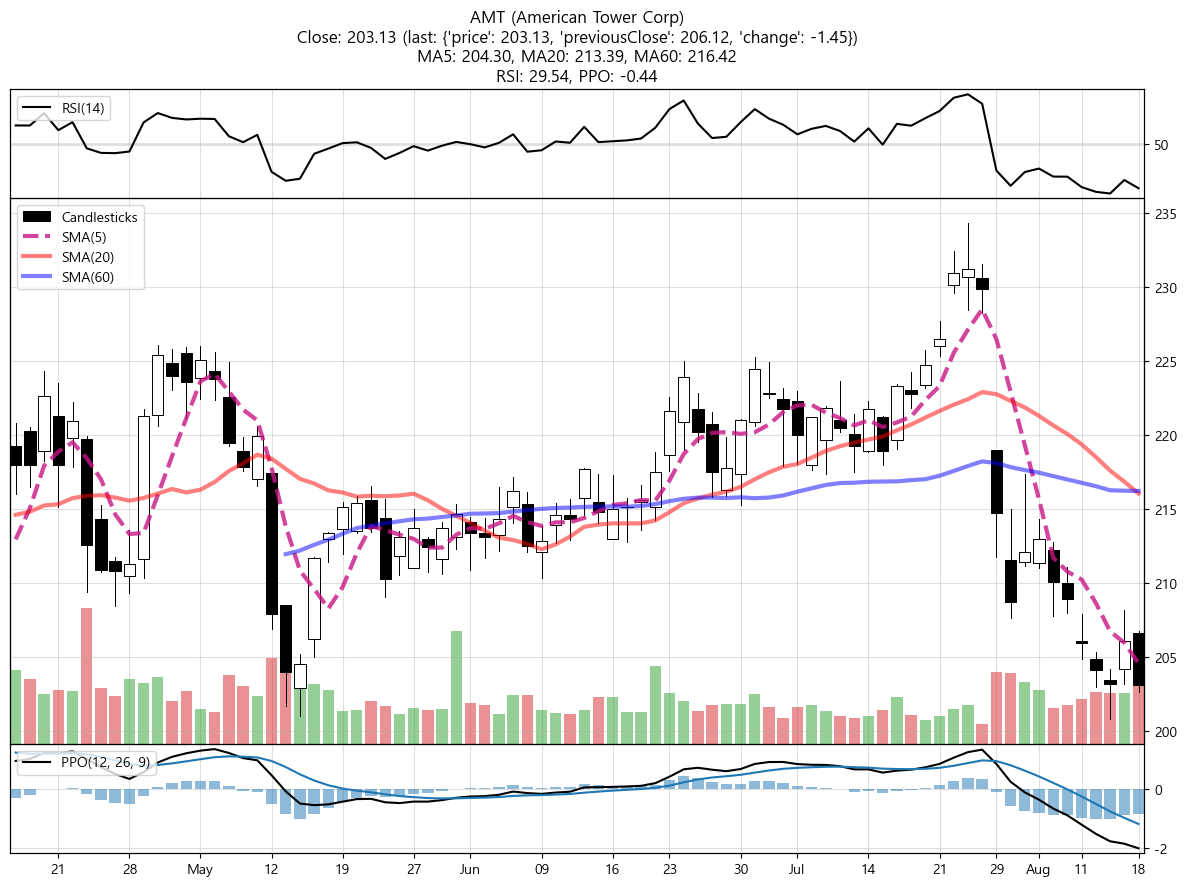 AMT (American Tower Corp)
Close: 203.13 (last: {'price': 203.13, 'previousClose': 206.12, 'change': -1.45})
MA5: 204.30, MA20: 213.39, MA60: 216.42
RSI: 29.54, PPO: -0.44
RSI(14)
50
Candlesticks
SMA(5)
SMA(20)
SMA(60)
235
230
225
220
215
210
205
200
PPO(12, 26, 9)
0
-2
21 28 May 12 19 27 Jun 09 16 23 30 Jul 14 21 29 Aug 11 18